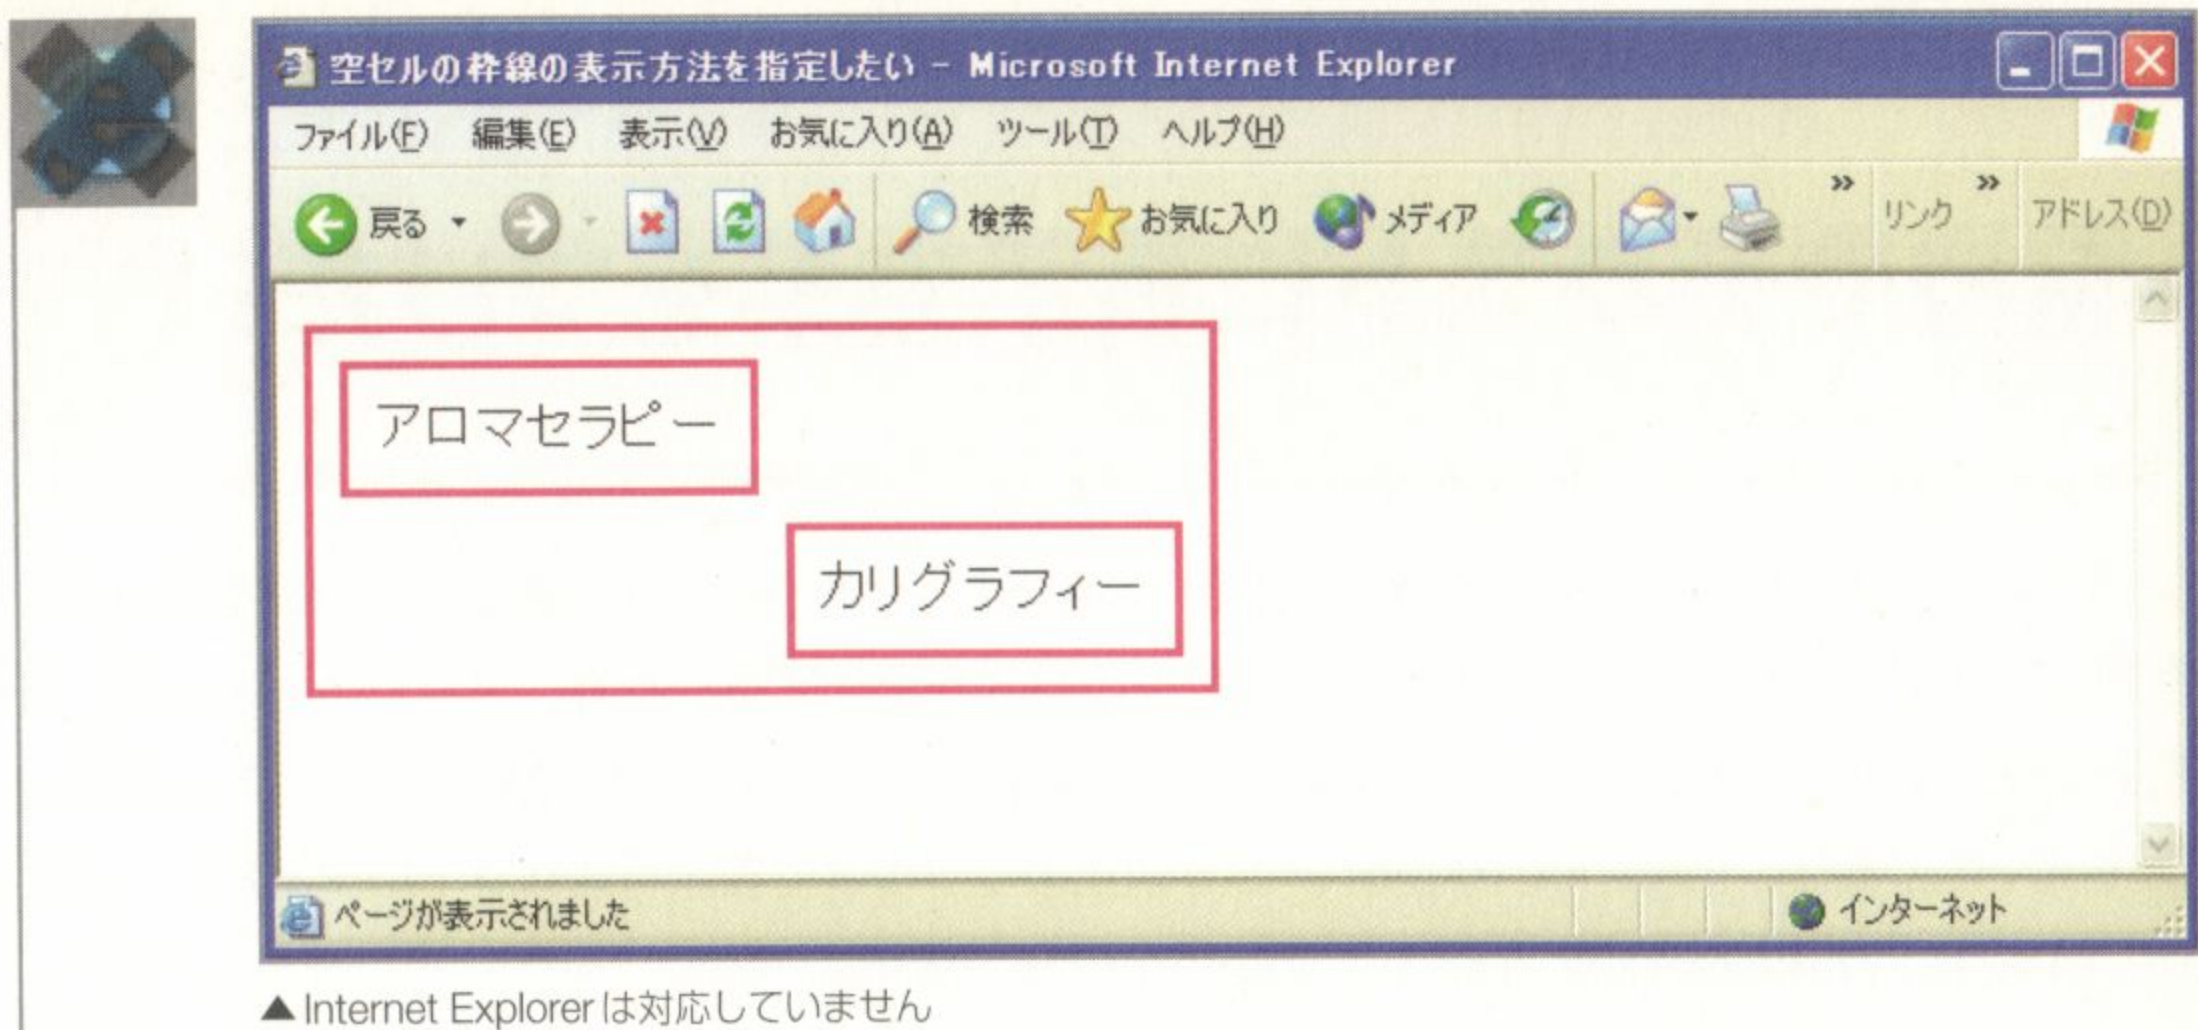 空セルの枠線の表示方法を指定したい - Microsoft Internet Explorer
ファイル(F) 編集(E) 表示(V) お気に入り(A) ツール(T) ヘルプ(H)
戻る 検索 お気に入り メディア » リンク » アドレス(D)
アロマセラピー
カリグラフィー
ページが表示されました インターネット
▲Internet Explorerは対応していません